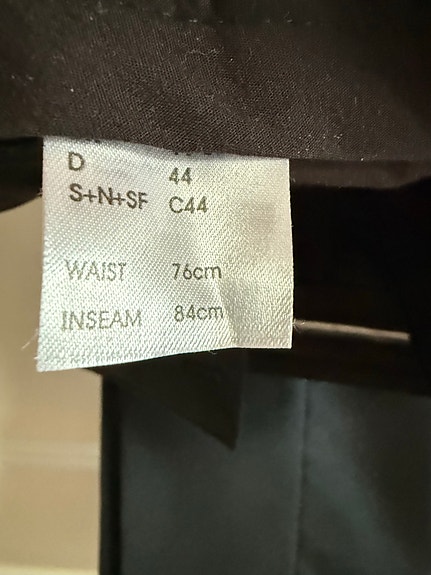 D 44
S+N+SF C44
WAIST 76cm
INSEAM 84cm